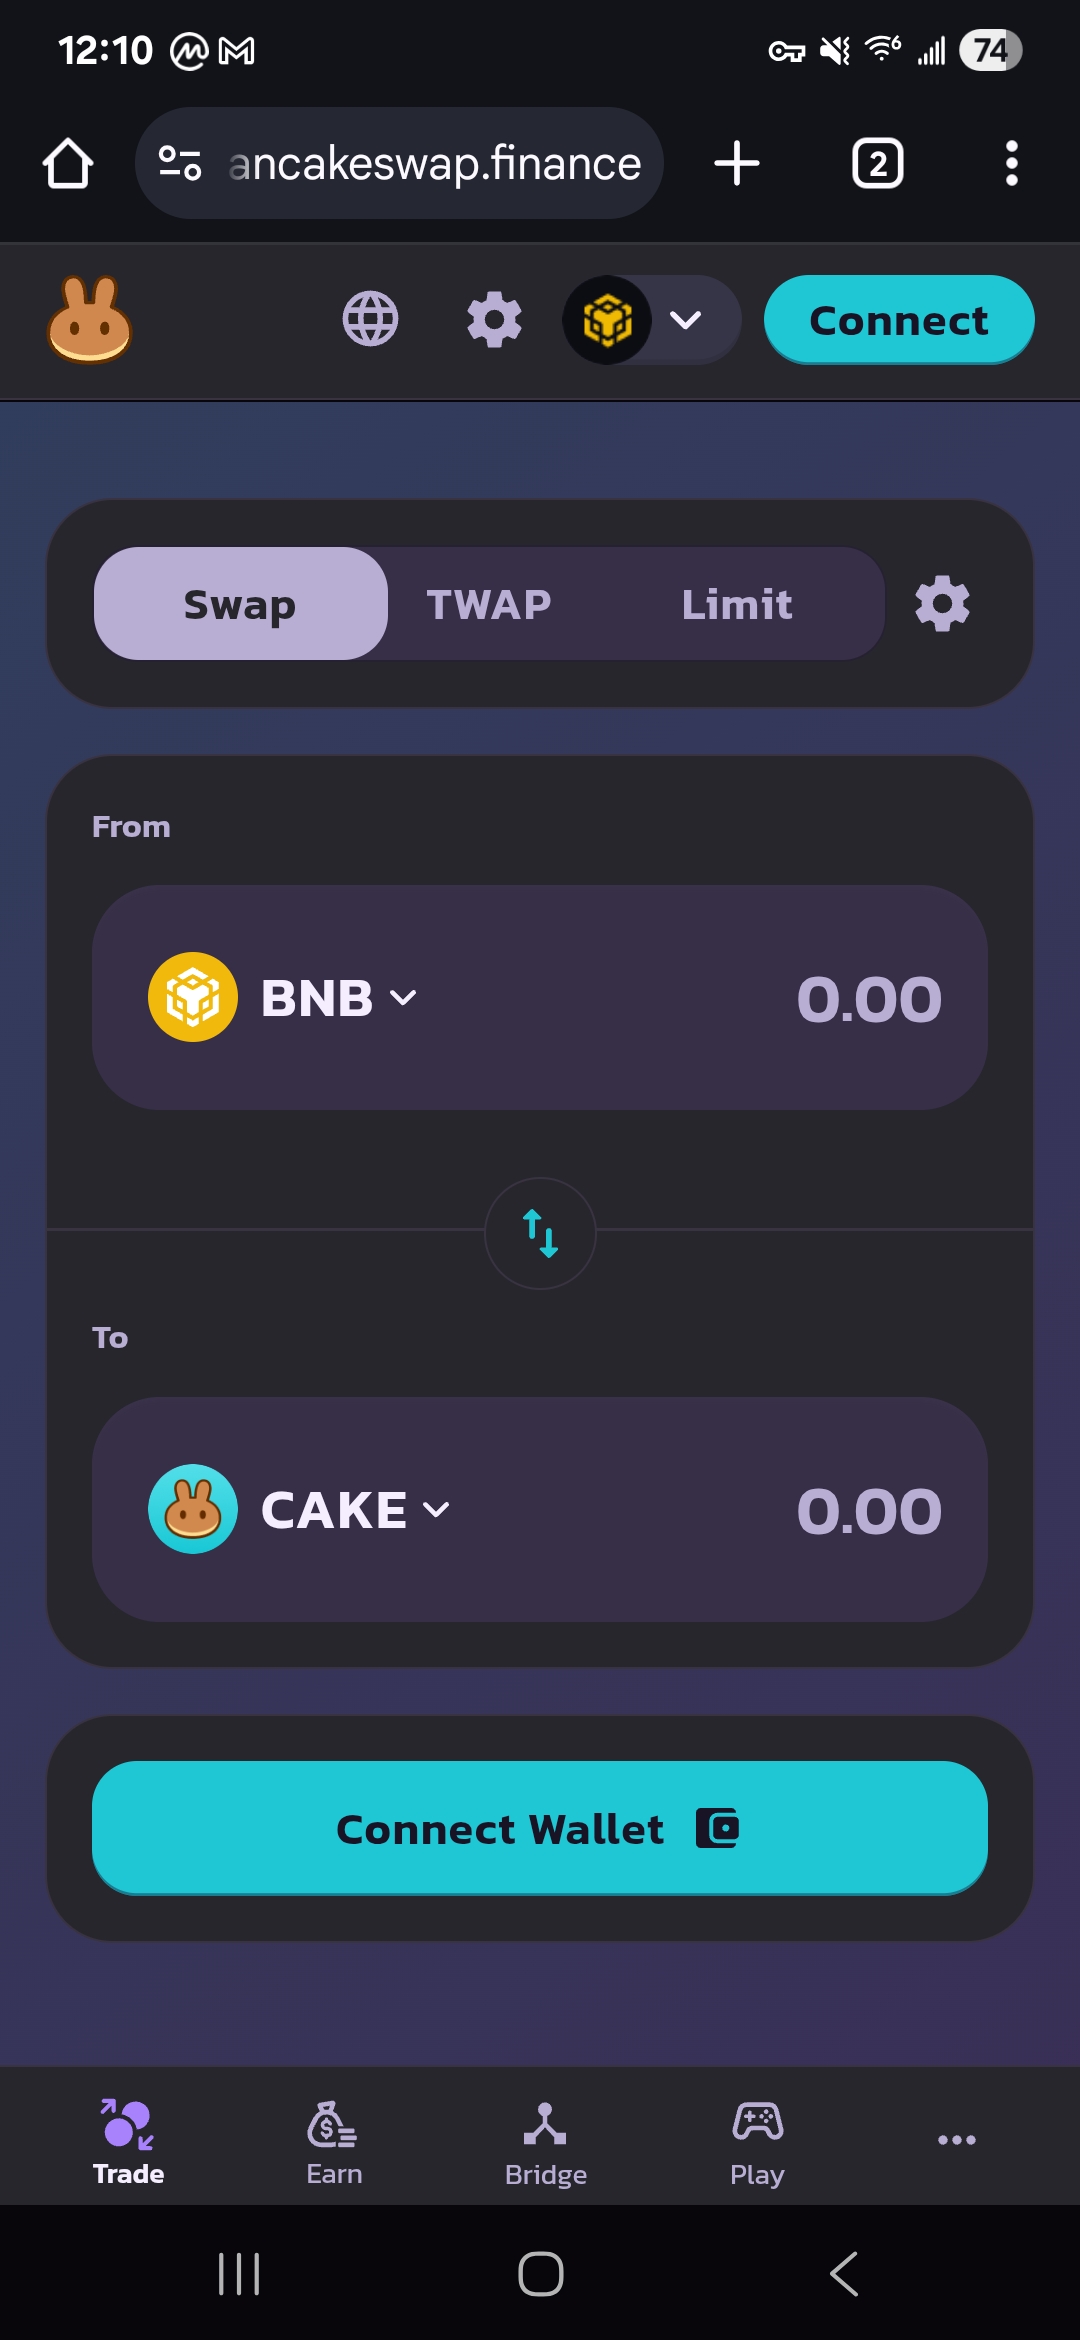 12:10
6
74
ancakeswap.finance
2
Connect
Swap TWAP Limit
From
BNB 0.00
To
CAKE 0.00
Connect Wallet
Trade Earn Bridge Play